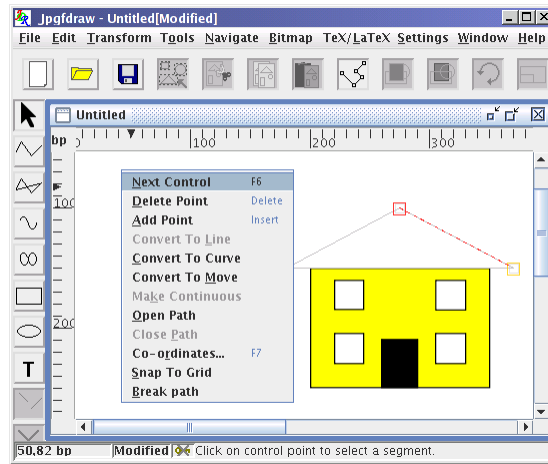 Jpgfdraw - Untitled[Modified]
File Edit Transform Tools Navigate Bitmap TeX/LaTeX Settings Window Help
Untitled
bp 100 200 300
Next Control F6
Delete Point Delete
100
Add Point Insert
Convert To Line
Convert To Curve
Convert To Move
Make Continuous
Open Path
200
Close Path
Co-ordinates... F7
T
Snap To Grid
Break path
50,82 bp Modified Click on control point to select a segment.